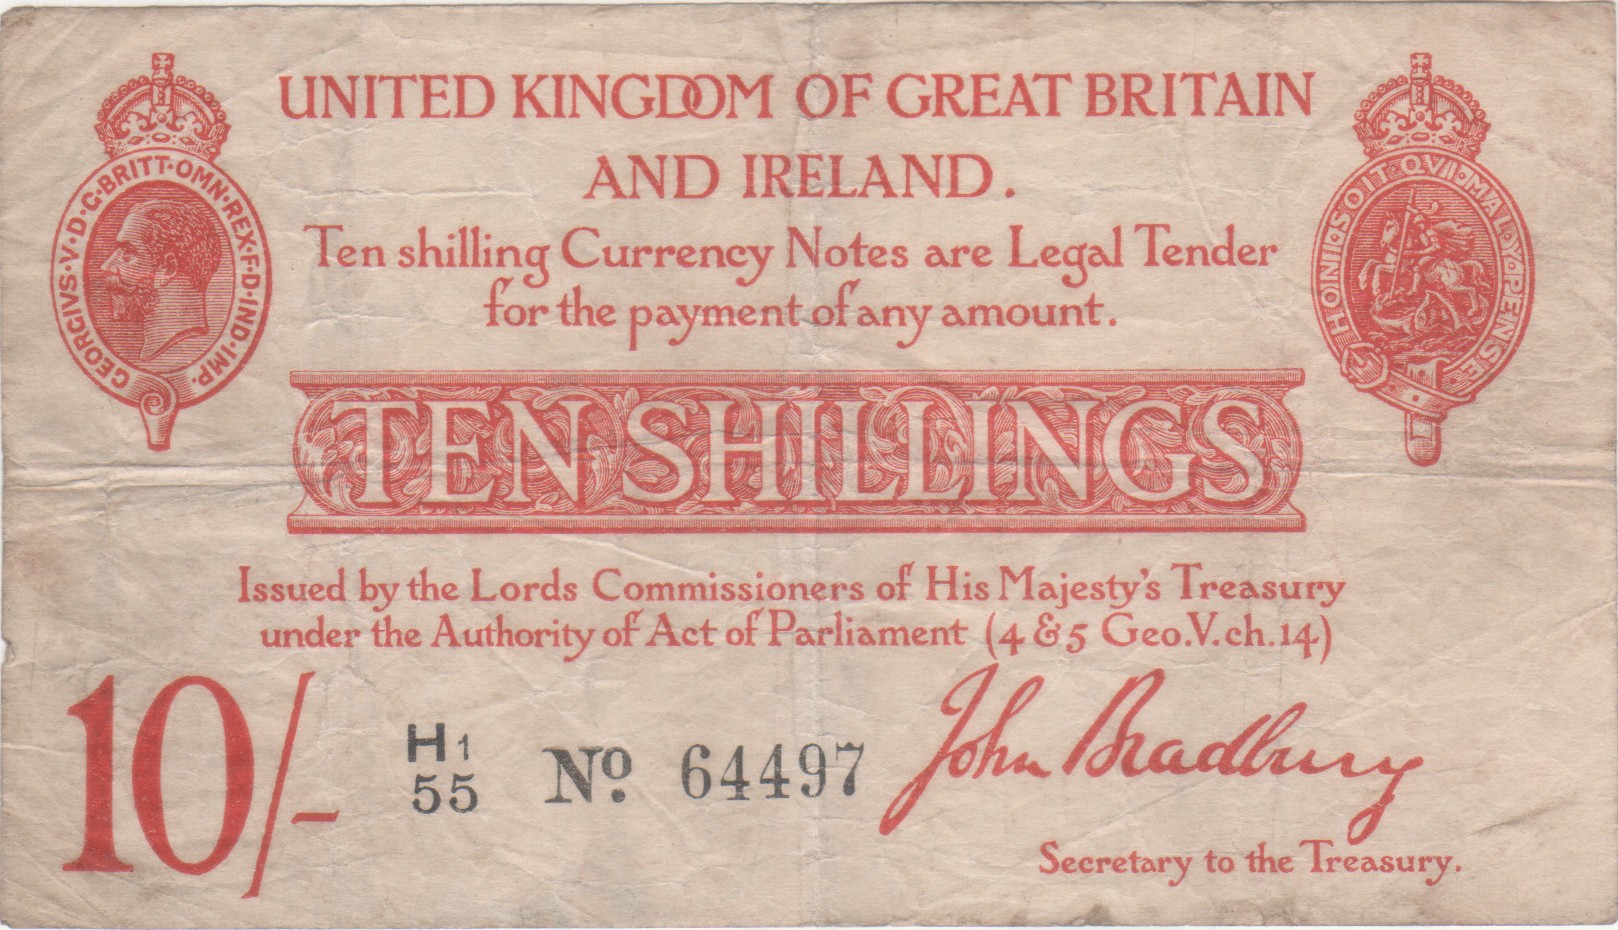 GEORGIVS·V·D·G·BRITT·OMN·REX·F·D·IND·IMP·
UNITED KINGDOM OF GREAT BRITAIN
AND IRELAND.
HONI·SOIT·QVI·MAL·Y·PENSE
Ten shilling Currency Notes are Legal Tender
for the payment of any amount.
TEN SHILLINGS
Issued by the Lords Commissioners of His Majesty's Treasury
under the Authority of Act of Parliament (4 & 5 Geo.V.ch.14)
10/-
H1
55
No. 64497
John Bradbury
Secretary to the Treasury.